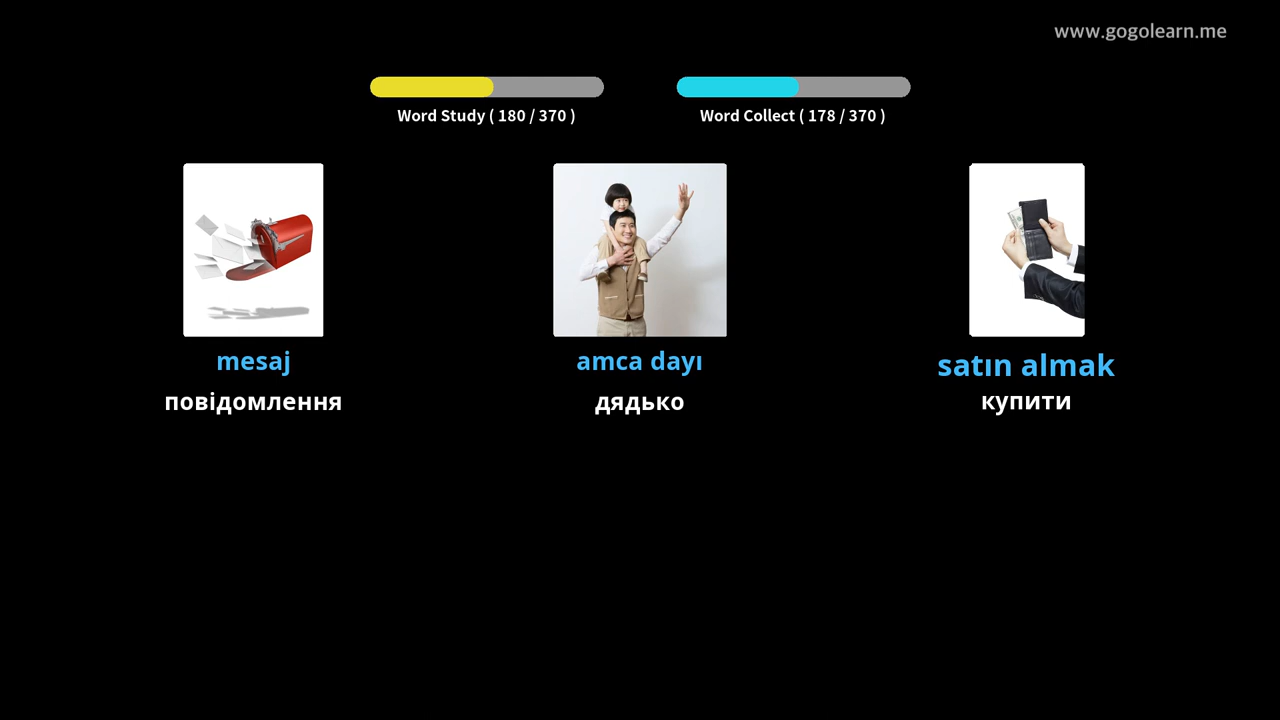 www.gogolearn.me
Word Study ( 180 / 370 )
Word Collect ( 178 / 370 )
mesaj
повідомлення
amca dayı
дядько
satın almak
купити